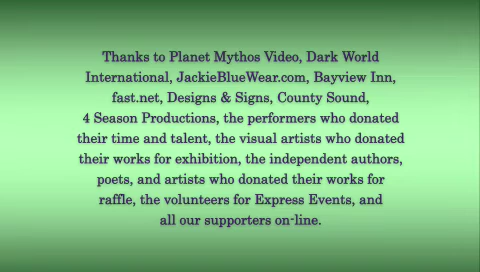 Thanks to Planet Mythos Video, Dark World
International, JackieBlueWear.com, Bayview Inn,
fast.net, Designs & Signs, County Sound,
4 Season Productions, the performers who donated
their time and talent, the visual artists who donated
their works for exhibition, the independent authors,
poets, and artists who donated their works for
raffle, the volunteers for Express Events, and
all our supporters on-line.